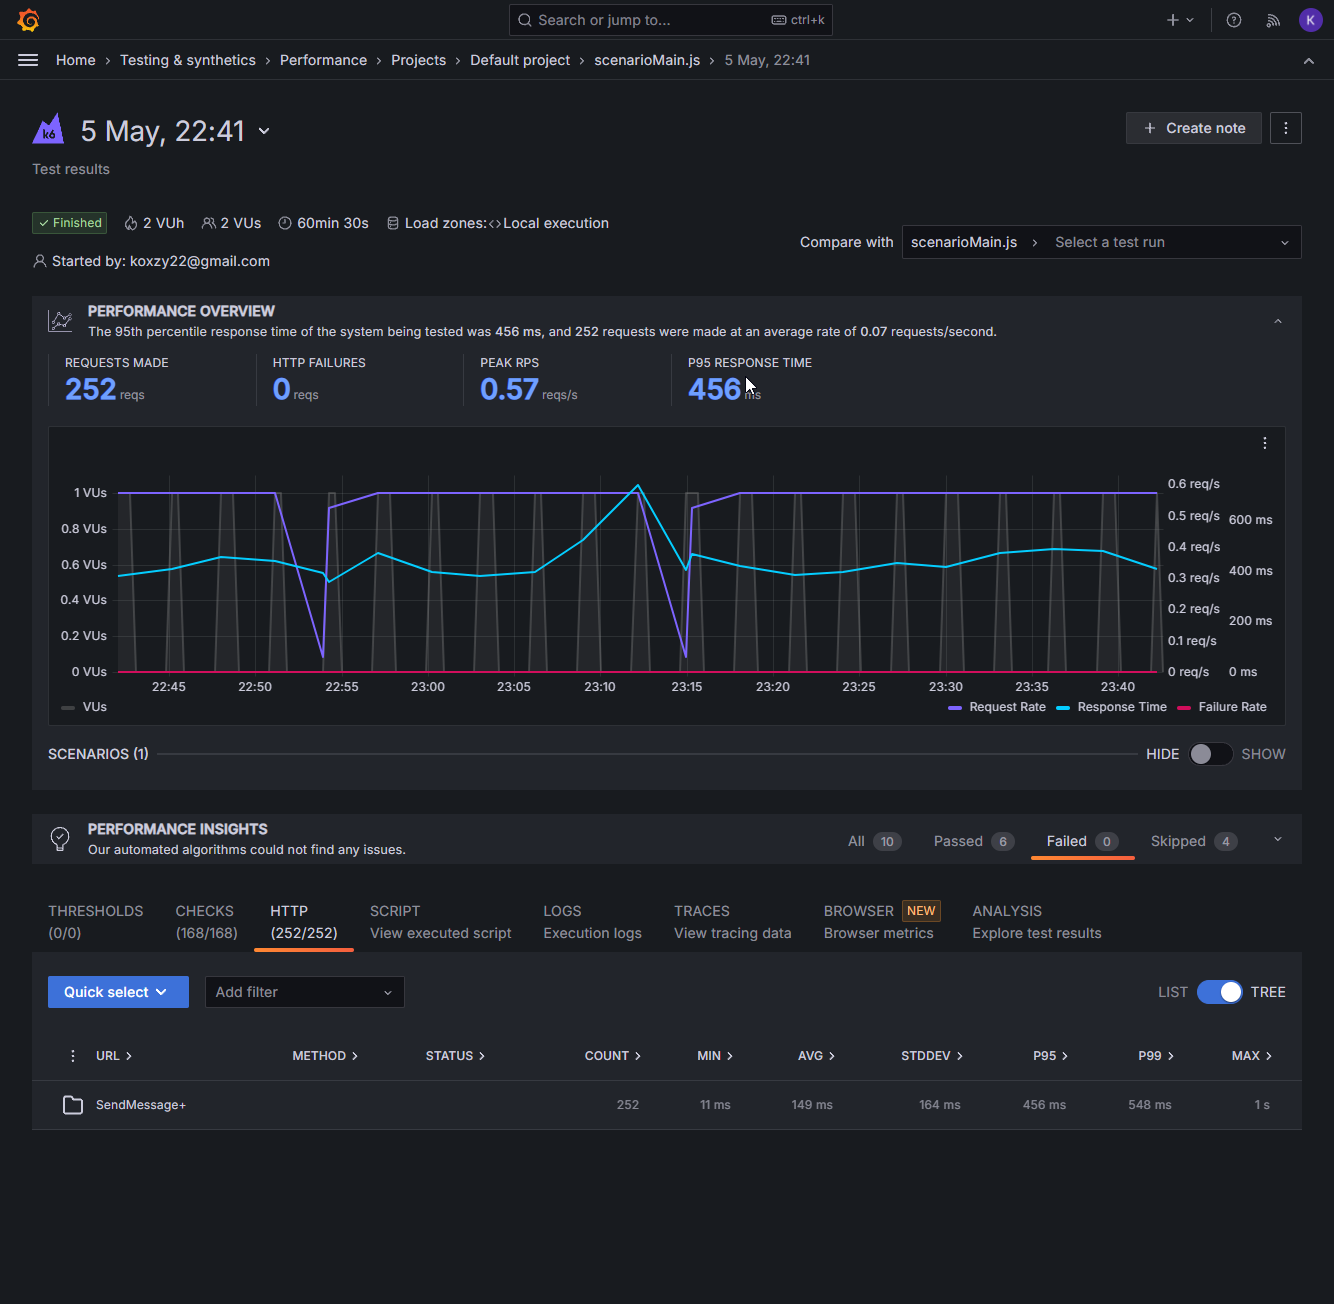 Search or jump to... ctrl+k
K
Home › Testing & synthetics › Performance › Projects › Default project › scenarioMain.js › 5 May, 22:41
k6
5 May, 22:41
Create note
Test results
Finished 2 VUh 2 VUs 60min 30s Load zones: Local execution
Compare with scenarioMain.js › Select a test run
Started by: koxzy22@gmail.com
PERFORMANCE OVERVIEW
The 95th percentile response time of the system being tested was 456 ms, and 252 requests were made at an average rate of 0.07 requests/second.
REQUESTS MADE HTTP FAILURES PEAK RPS P95 RESPONSE TIME
252 reqs 0 reqs 0.57 reqs/s 456 ms
1 VUs
0.8 VUs
0.6 VUs
0.4 VUs
0.2 VUs
0 VUs
0.6 req/s
0.5 req/s
0.4 req/s
0.3 req/s
0.2 req/s
0.1 req/s
0 req/s
600 ms
400 ms
200 ms
0 ms
22:45 22:50 22:55 23:00 23:05 23:10 23:15 23:20 23:25 23:30 23:35 23:40
VUs Request Rate Response Time Failure Rate
SCENARIOS (1) HIDE SHOW
PERFORMANCE INSIGHTS
Our automated algorithms could not find any issues.
All 10 Passed 6 Failed 0 Skipped 4
THRESHOLDS CHECKS HTTP SCRIPT LOGS TRACES BROWSER NEW ANALYSIS
(0/0) (168/168) (252/252) View executed script Execution logs View tracing data Browser metrics Explore test results
Quick select Add filter LIST TREE
URL METHOD STATUS COUNT MIN AVG STDDEV P95 P99 MAX
SendMessage+ 252 11 ms 149 ms 164 ms 456 ms 548 ms 1 s